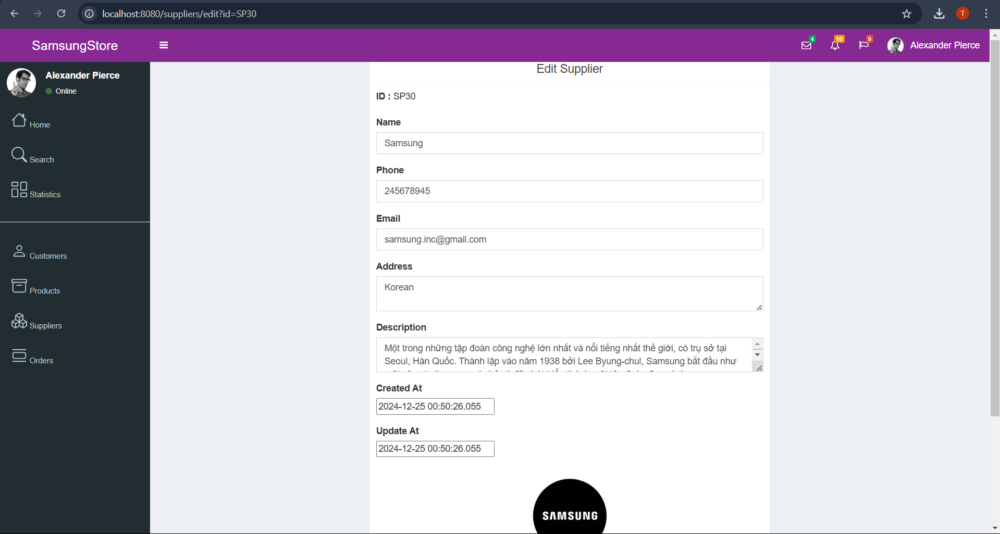 localhost:8080/suppliers/edit?id=SP30
T
SamsungStore
4
10
9
Alexander Pierce
Alexander Pierce
Online
Home
Search
Statistics
Customers
Products
Suppliers
Orders
Edit Supplier
ID : SP30
Name
Samsung
Phone
245678945
Email
samsung.inc@gmail.com
Address
Korean
Description
Một trong những tập đoàn công nghệ lớn nhất và nổi tiếng nhất thế giới, có trụ sở tại
Seoul, Hàn Quốc. Thành lập vào năm 1938 bởi Lee Byung-chul, Samsung bắt đầu như
Created At
2024-12-25 00:50:26.055
Update At
2024-12-25 00:50:26.055
SAMSUNG